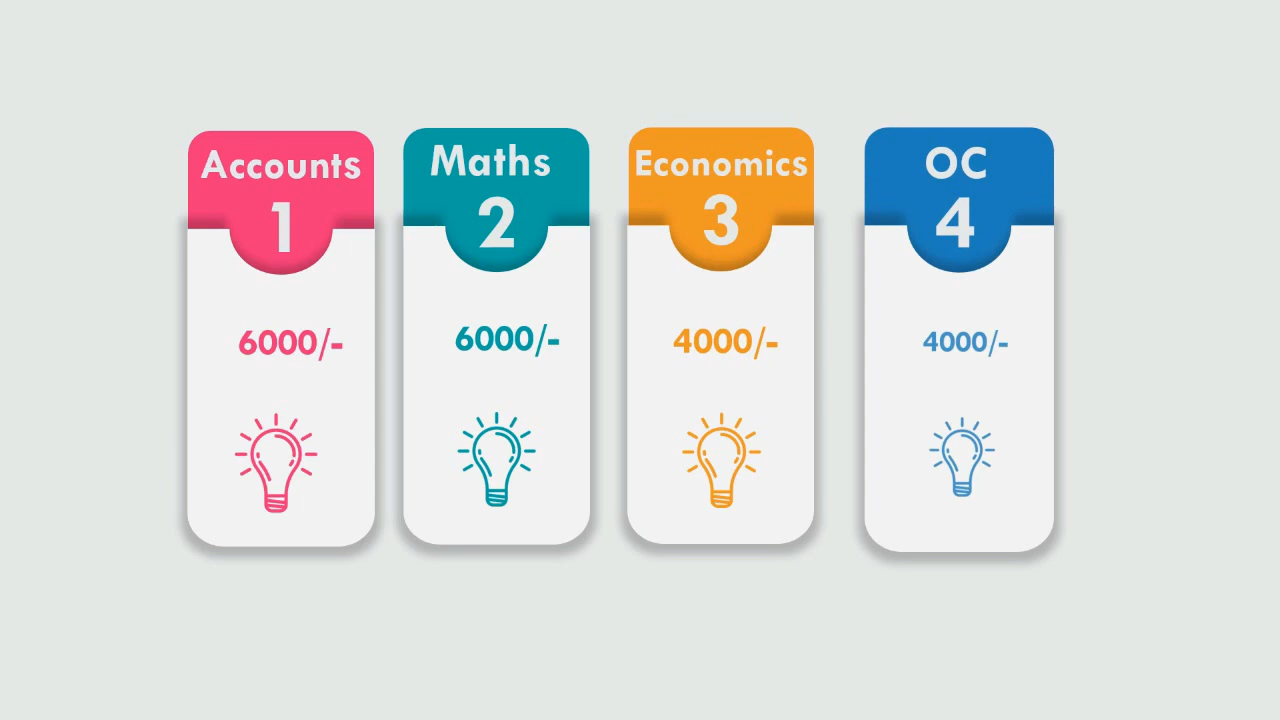 Accounts
1
6000/-
Maths
2
6000/-
Economics
3
4000/-
OC
4
4000/-